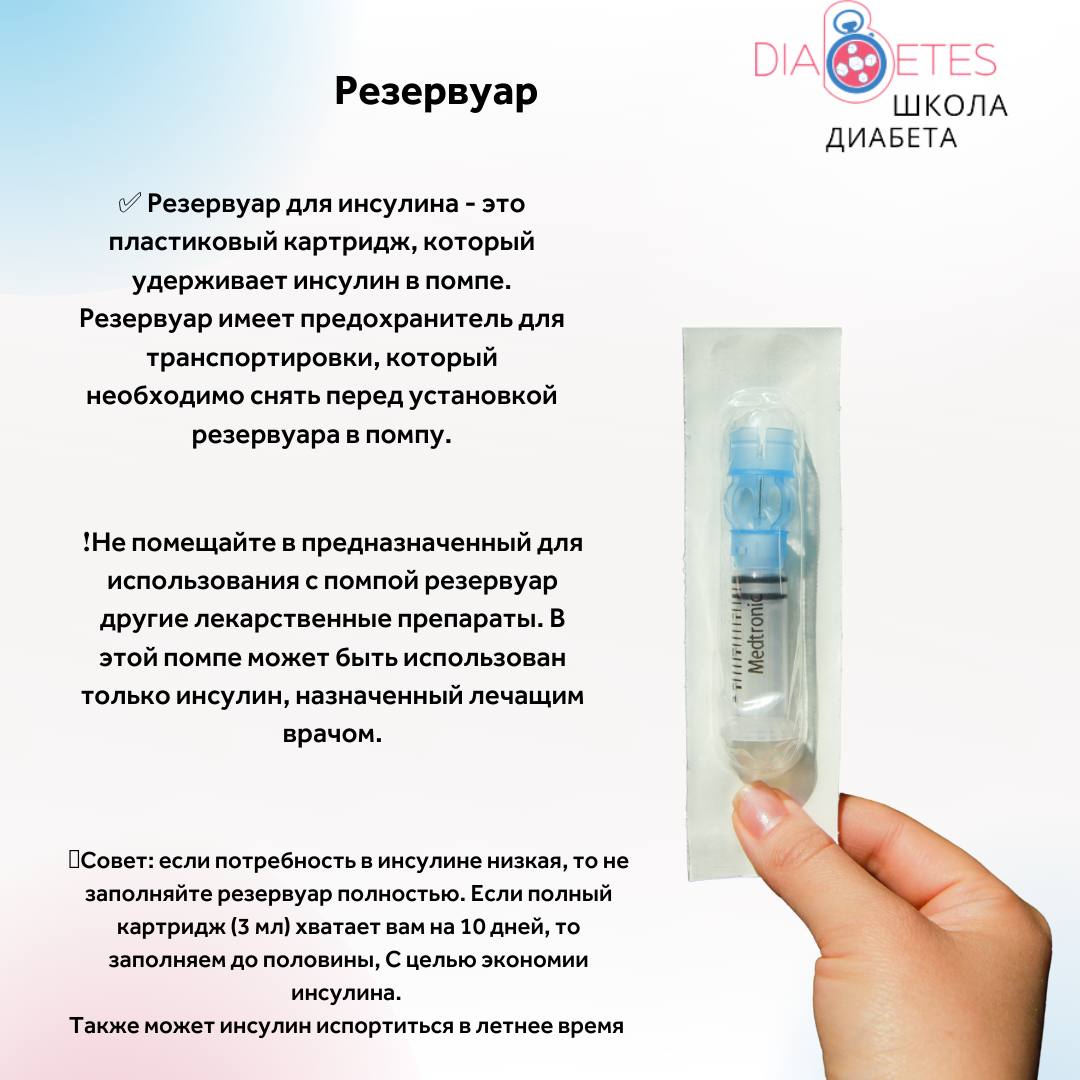 DIABETES
ШКОЛА
ДИАБЕТА
Резервуар
✅ Резервуар для инсулина - это
пластиковый картридж, который
удерживает инсулин в помпе.
Резервуар имеет предохранитель для
транспортировки, который
необходимо снять перед установкой
резервуара в помпу.
!Не помещайте в предназначенный для
использования с помпой резервуар
другие лекарственные препараты. В
этой помпе может быть использован
только инсулин, назначенный лечащим
врачом.
Medtronic
Совет: если потребность в инсулине низкая, то не
заполняйте резервуар полностью. Если полный
картридж (3 мл) хватает вам на 10 дней, то
заполняем до половины, С целью экономии
инсулина.
Также может инсулин испортиться в летнее время